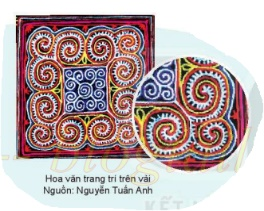 Hoa văn trang trí trên vải
Nguồn: Nguyễn Tuấn Anh